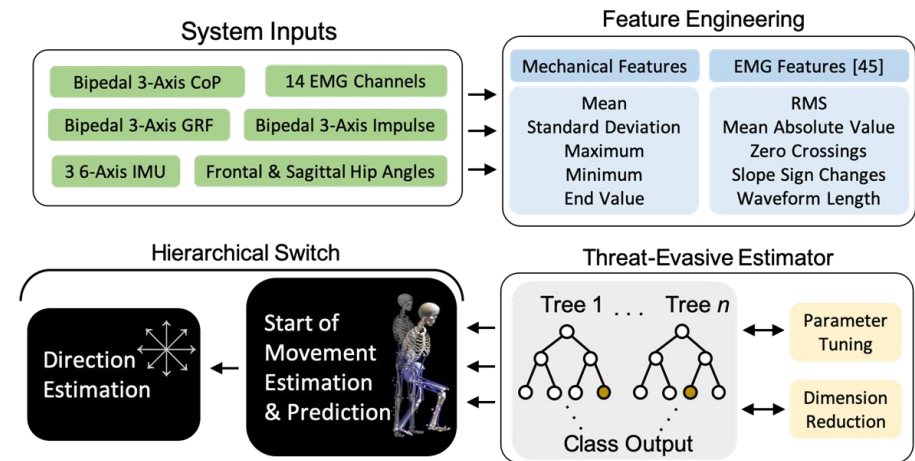 System Inputs
Bipedal 3-Axis CoP
14 EMG Channels
Bipedal 3-Axis GRF
Bipedal 3-Axis Impulse
3 6-Axis IMU
Frontal & Sagittal Hip Angles
Feature Engineering
Mechanical Features
EMG Features [45]
Mean
Standard Deviation
Maximum
Minimum
End Value
RMS
Mean Absolute Value
Zero Crossings
Slope Sign Changes
Waveform Length
Hierarchical Switch
Direction
Estimation
Start of
Movement
Estimation
& Prediction
Threat-Evasive Estimator
Tree 1 . . . Tree n
Class Output
Parameter
Tuning
Dimension
Reduction